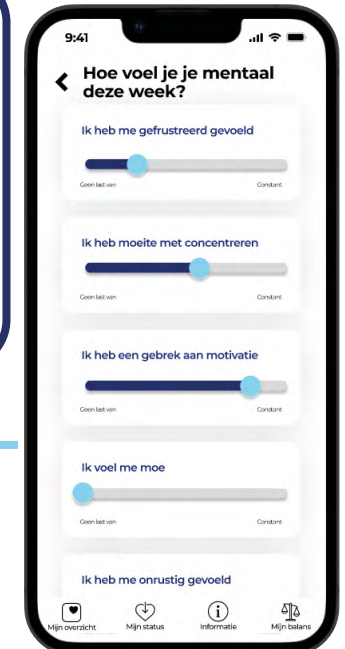 9:41
Hoe voel je je mentaal
deze week?
Ik heb me gefrustreerd gevoeld
Geen last van Constant
Ik heb moeite met concentreren
Geen last van Constant
Ik heb een gebrek aan motivatie
Geen last van Constant
Ik voel me moe
Geen last van Constant
Ik heb me onrustig gevoeld
Mijn overzicht Mijn status Informatie Mijn balans